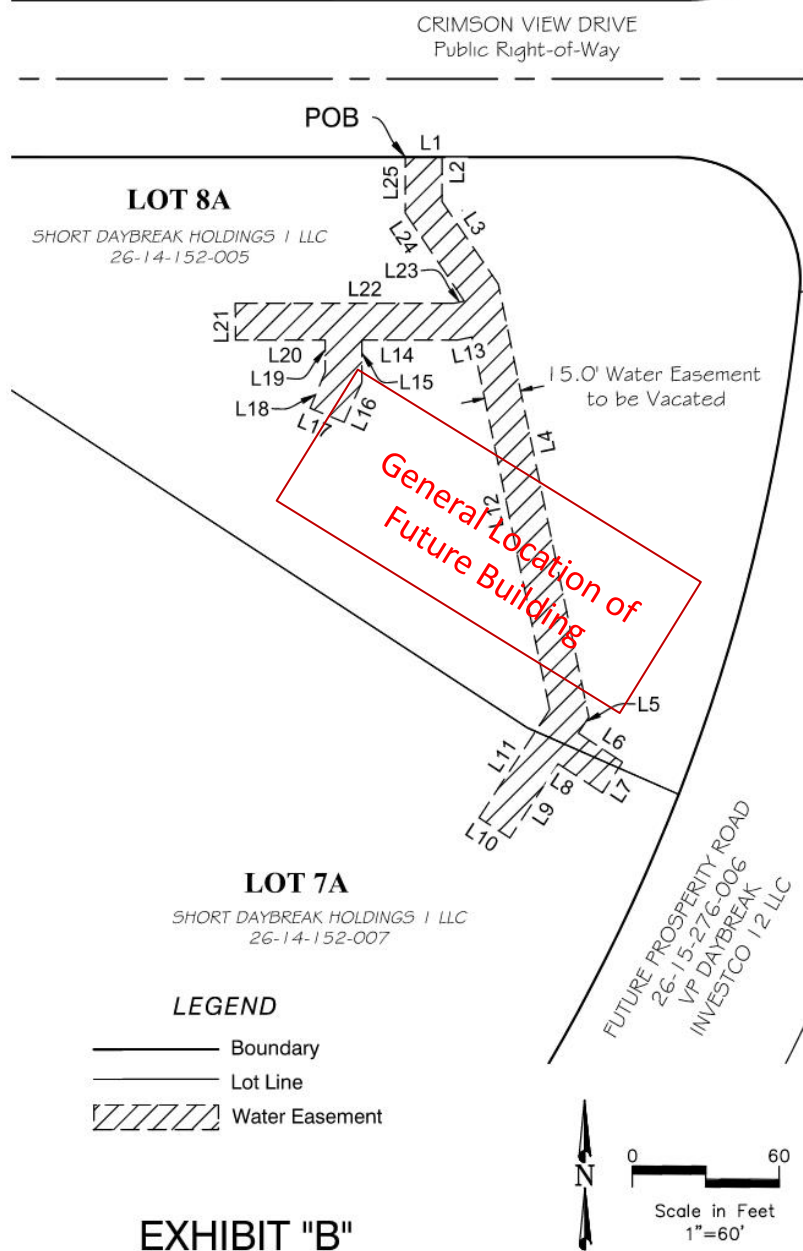 CRIMSON VIEW DRIVE
Public Right-of-Way
POB
L1
L25
L2
LOT 8A
SHORT DAYBREAK HOLDINGS 1 LLC
26-14-152-005
L3
L24
L23
L22
L21
L20
L14
L13
L19
L15
L18
L17
L16
15.0' Water Easement
to be Vacated
L4
L12
General Location of
Future Building
L5
L6
L7
L8
L9
L10
L11
LOT 7A
SHORT DAYBREAK HOLDINGS 1 LLC
26-14-152-007
FUTURE PROSPERITY ROAD
26-15-276-006
VP DAYBREAK
INVESTCO 12 LLC
LEGEND
Boundary
Lot Line
Water Easement
N
0 60
Scale in Feet
1"=60'
EXHIBIT "B"